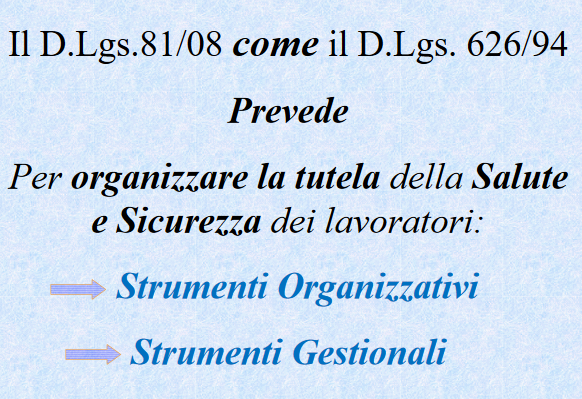 Il D.Lgs.81/08 come il D.Lgs. 626/94
Prevede
Per organizzare la tutela della Salute
e Sicurezza dei lavoratori:
Strumenti Organizzativi
Strumenti Gestionali